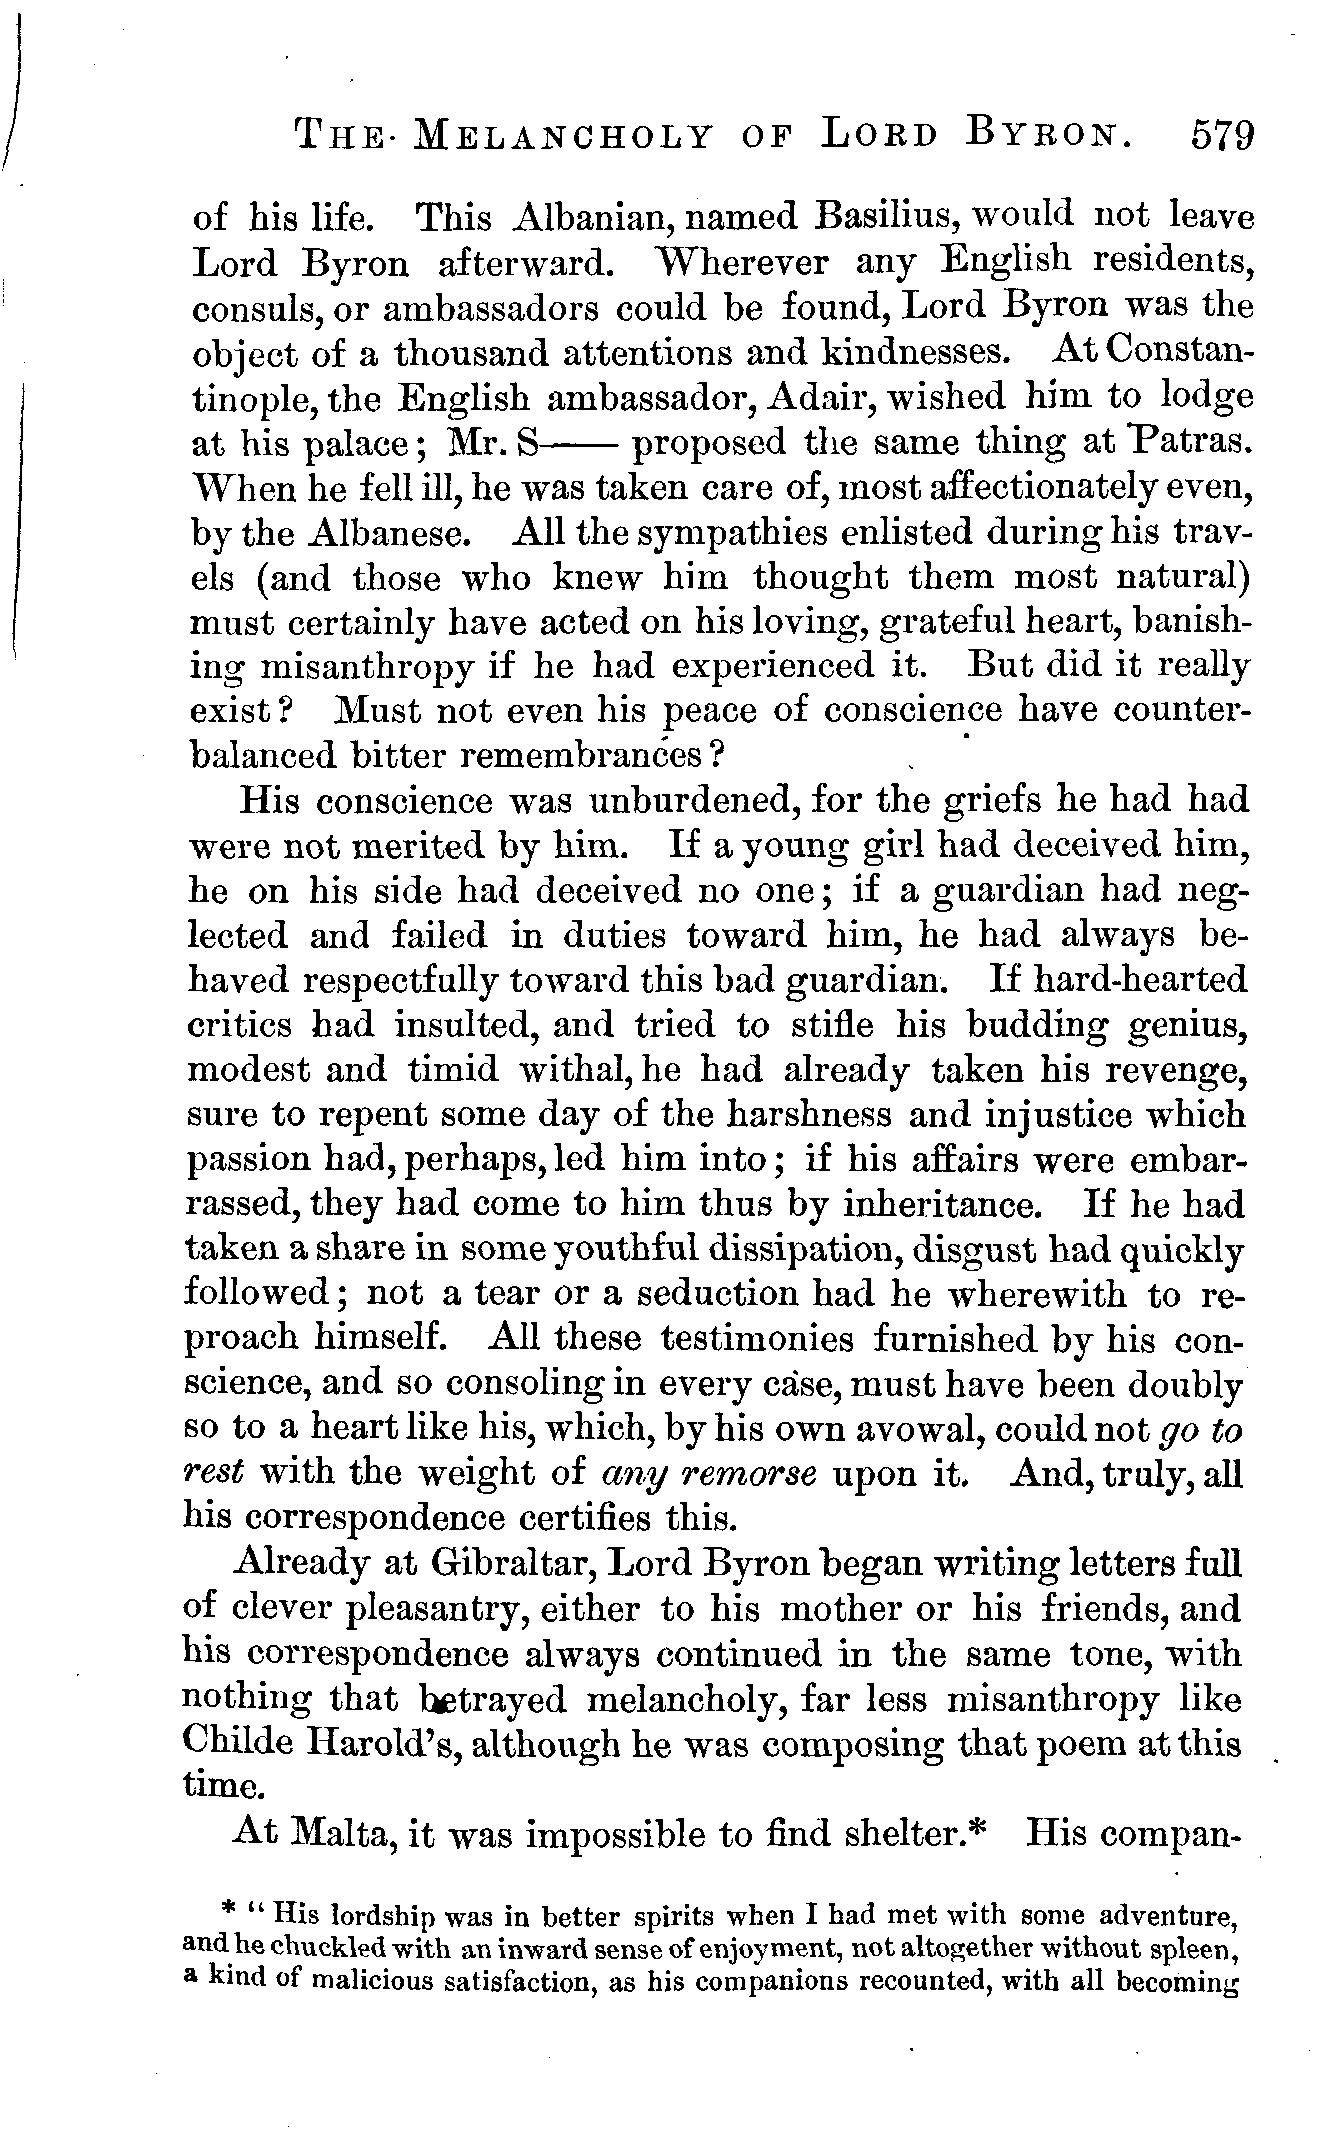 THE MELANCHOLY OF LORD BYRON. 579
of his life. This Albanian, named Basilius, would not leave
Lord Byron afterward. Wherever any English residents,
consuls, or ambassadors could be found, Lord Byron was the
object of a thousand attentions and kindnesses. At Constan-
tinople, the English ambassador, Adair, wished him to lodge
at his palace; Mr. S—— proposed the same thing at Patras.
When he fell ill, he was taken care of, most affectionately even,
by the Albanese. All the sympathies enlisted during his trav-
els (and those who knew him thought them most natural)
must certainly have acted on his loving, grateful heart, banish-
ing misanthropy if he had experienced it. But did it really
exist? Must not even his peace of conscience have counter-
balanced bitter remembrances?
His conscience was unburdened, for the griefs he had had
were not merited by him. If a young girl had deceived him,
he on his side had deceived no one; if a guardian had neg-
lected and failed in duties toward him, he had always be-
haved respectfully toward this bad guardian. If hard-hearted
critics had insulted, and tried to stifle his budding genius,
modest and timid withal, he had already taken his revenge,
sure to repent some day of the harshness and injustice which
passion had, perhaps, led him into; if his affairs were embar-
rassed, they had come to him thus by inheritance. If he had
taken a share in some youthful dissipation, disgust had quickly
followed; not a tear or a seduction had he wherewith to re-
proach himself. All these testimonies furnished by his con-
science, and so consoling in every case, must have been doubly
so to a heart like his, which, by his own avowal, could not go to
rest with the weight of any remorse upon it. And, truly, all
his correspondence certifies this.
Already at Gibraltar, Lord Byron began writing letters full
of clever pleasantry, either to his mother or his friends, and
his correspondence always continued in the same tone, with
nothing that betrayed melancholy, far less misanthropy like
Childe Harold's, although he was composing that poem at this
time.
At Malta, it was impossible to find shelter.* His compan-
* "His lordship was in better spirits when I had met with some adventure,
and he chuckled with an inward sense of enjoyment, not altogether without spleen,
a kind of malicious satisfaction, as his companions recounted, with all becoming